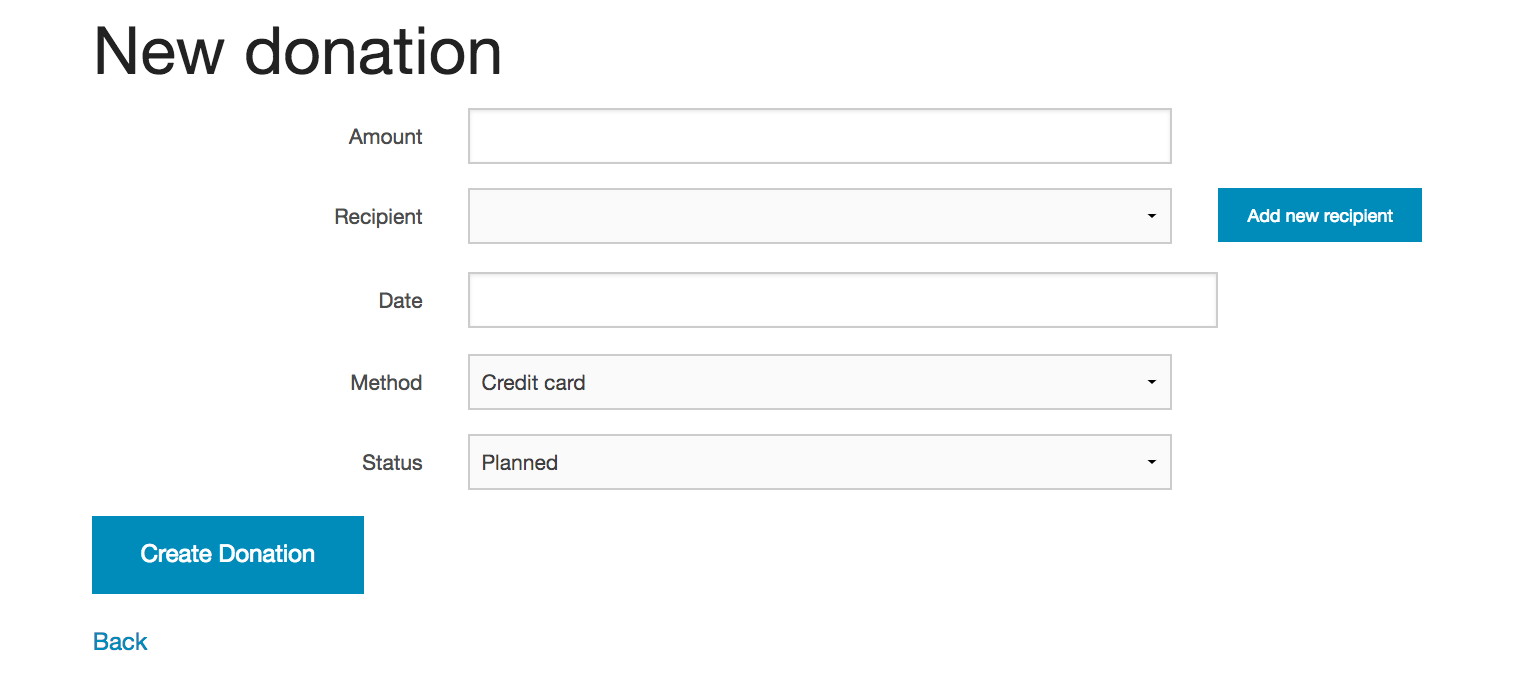 New donation
Amount
Recipient
Add new recipient
Date
Method
Credit card
Status
Planned
Create Donation
Back